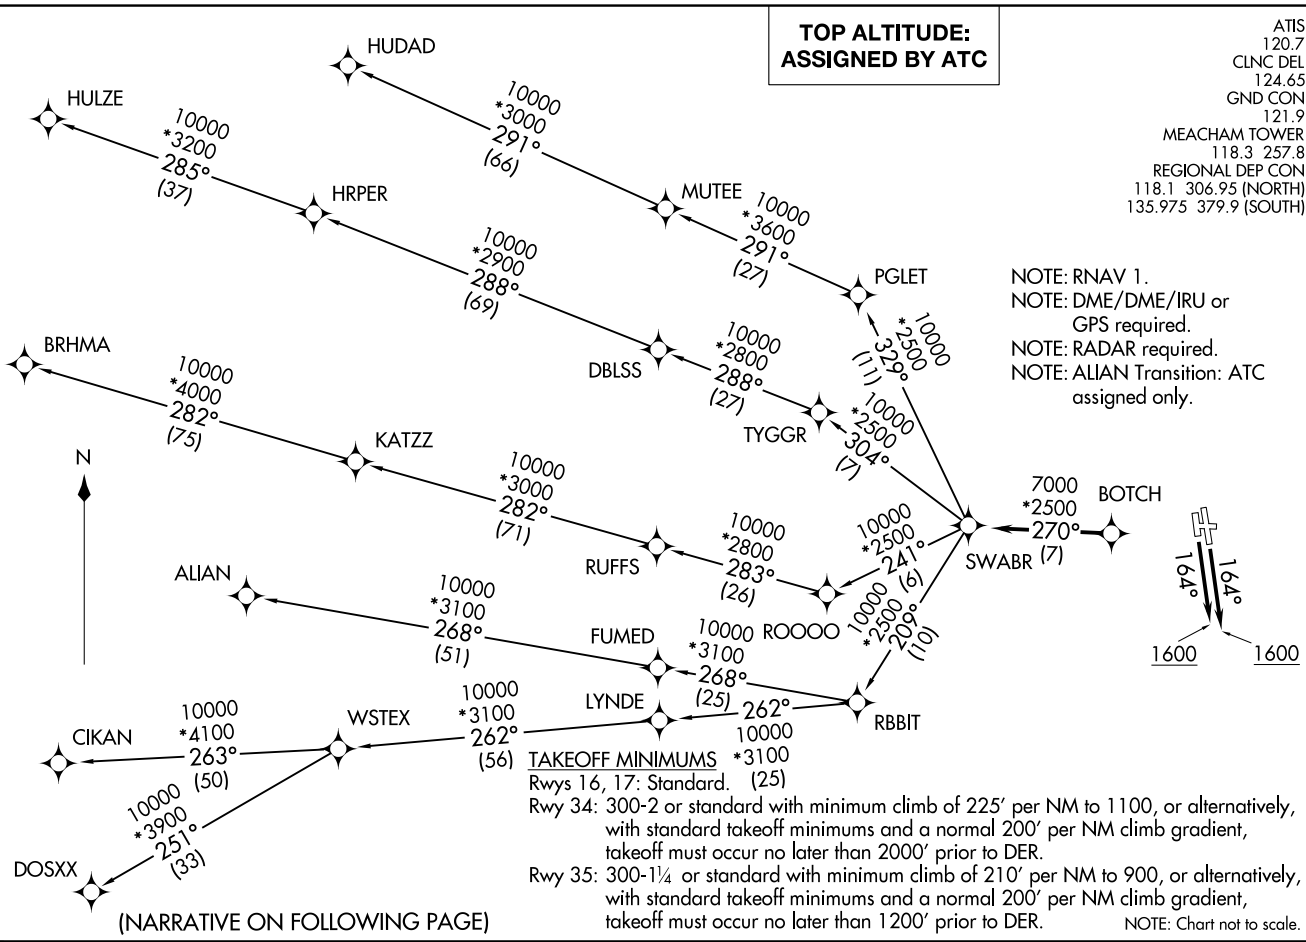 TOP ALTITUDE:
ASSIGNED BY ATC
ATIS
120.7
CLNC DEL
124.65
GND CON
121.9
MEACHAM TOWER
118.3 257.8
REGIONAL DEP CON
118.1 306.95 (NORTH)
135.975 379.9 (SOUTH)
HUDAD
10000
*3000
291°
(66)
HULZE
10000
*3200
285°
(37)
HRPER
MUTEE
10000
*3600
291°
(27)
PGLET
10000
*2900
288°
(69)
NOTE: RNAV 1.
NOTE: DME/DME/IRU or
GPS required.
NOTE: RADAR required.
NOTE: ALIAN Transition: ATC
assigned only.
10000
*2500
329°
(11)
BRHMA
10000
*4000
282°
(75)
DBLSS
10000
*2800
288°
(27)
TYGGR
10000
*2500
304°
(7)
KATZZ
N
10000
*3000
282°
(71)
RUFFS
10000
*2800
283°
(26)
ROOOO
10000
*2500
241°
(6)
SWABR
7000
*2500
270°
(7)
BOTCH
164°
164°
1600
1600
10000
*2500
209°
(10)
ALIAN
10000
*3100
268°
(51)
FUMED
10000
*3100
268°
(25)
RBBIT
LYNDE
262°
10000
*3100
(25)
10000
*3100
262°
(56)
WSTEX
10000
*4100
263°
(50)
CIKAN
10000
*3900
251°
(33)
DOSXX
TAKEOFF MINIMUMS
Rwys 16, 17: Standard.
Rwy 34: 300-2 or standard with minimum climb of 225' per NM to 1100, or alternatively,
with standard takeoff minimums and a normal 200' per NM climb gradient,
takeoff must occur no later than 2000' prior to DER.
Rwy 35: 300-1¼ or standard with minimum climb of 210' per NM to 900, or alternatively,
with standard takeoff minimums and a normal 200' per NM climb gradient,
takeoff must occur no later than 1200' prior to DER.
(NARRATIVE ON FOLLOWING PAGE)
NOTE: Chart not to scale.